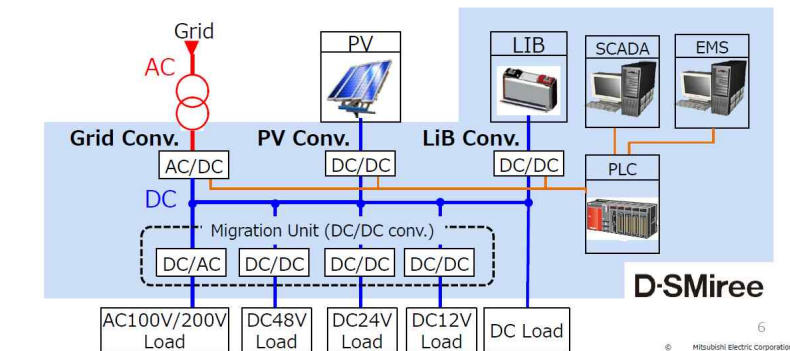 Grid
AC
PV
LIB
SCADA
EMS
Grid Conv.
PV Conv.
LiB Conv.
AC/DC
DC/DC
DC/DC
PLC
DC
Migration Unit (DC/DC conv.)
DC/AC
DC/DC
DC/DC
DC/DC
D-SMiree
AC100V/200V
Load
DC48V
Load
DC24V
Load
DC12V
Load
DC Load
6
© Mitsubishi Electric Corporation